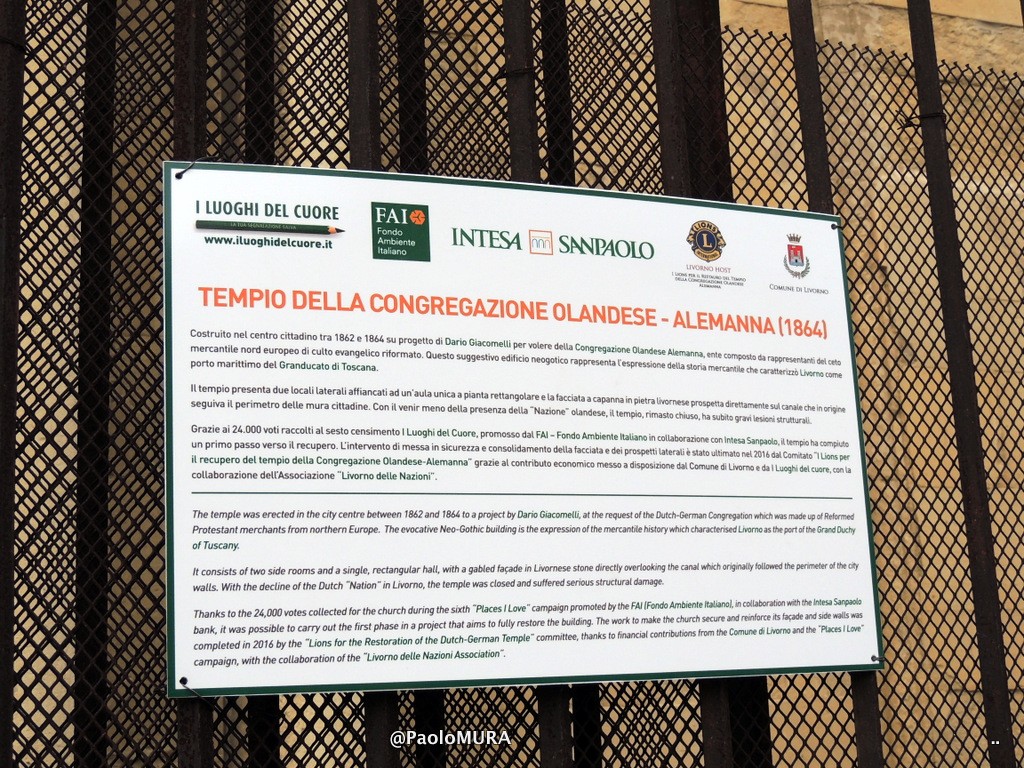 I LUOGHI DEL CUORE
LA TUA SEGNALAZIONE SALVA
www.iluoghidelcuore.it
FAI
Fondo
Ambiente
Italiano
INTESA SANPAOLO
LIONS
L
INTERNATIONAL
LIVORNO HOST
I LIONS PER IL RESTAURO DEL TEMPIO
DELLA CONGREGAZIONE OLANDESE
ALEMANNA
COMUNE DI LIVORNO
TEMPIO DELLA CONGREGAZIONE OLANDESE - ALEMANNA (1864)
Costruito nel centro cittadino tra 1862 e 1864 su progetto di Dario Giacomelli per volere della Congregazione Olandese Alemanna, ente composto da rappresentanti del ceto
mercantile nord europeo di culto evangelico riformato. Questo suggestivo edificio neogotico rappresenta l'espressione della storia mercantile che caratterizzò Livorno come
porto marittimo del Granducato di Toscana.
Il tempio presenta due locali laterali affiancati ad un'aula unica a pianta rettangolare e la facciata a capanna in pietra livornese prospetta direttamente sul canale che in origine
seguiva il perimetro delle mura cittadine. Con il venir meno della presenza della "Nazione" olandese, il tempio, rimasto chiuso, ha subito gravi lesioni strutturali.
Grazie ai 24.000 voti raccolti al sesto censimento I Luoghi del Cuore, promosso dal FAI – Fondo Ambiente Italiano in collaborazione con Intesa Sanpaolo, il tempio ha compiuto
un primo passo verso il recupero. L'intervento di messa in sicurezza e consolidamento della facciata e dei prospetti laterali è stato ultimato nel 2016 dal Comitato "I Lions per
il recupero del tempio della Congregazione Olandese-Alemanna" grazie al contributo economico messo a disposizione dal Comune di Livorno e da I Luoghi del cuore, con la
collaborazione dell'Associazione "Livorno delle Nazioni".
The temple was erected in the city centre between 1862 and 1864 to a project by Dario Giacomelli, at the request of the Dutch-German Congregation which was made up of Reformed
Protestant merchants from northern Europe. The evocative Neo-Gothic building is the expression of the mercantile history which characterised Livorno as the port of the Grand Duchy
of Tuscany.
It consists of two side rooms and a single, rectangular hall, with a gabled façade in Livornese stone directly overlooking the canal which originally followed the perimeter of the city
walls. With the decline of the Dutch "Nation" in Livorno, the temple was closed and suffered serious structural damage.
Thanks to the 24,000 votes collected for the church during the sixth "Places I Love" campaign promoted by the FAI (Fondo Ambiente Italiano), in collaboration with the Intesa Sanpaolo
bank, it was possible to carry out the first phase in a project that aims to fully restore the building. The work to make the church secure and reinforce its façade and side walls was
completed in 2016 by the "Lions for the Restoration of the Dutch-German Temple" committee, thanks to financial contributions from the Comune di Livorno and the "Places I Love"
campaign, with the collaboration of the "Livorno delle Nazioni Association".
@PaoloMURA
..